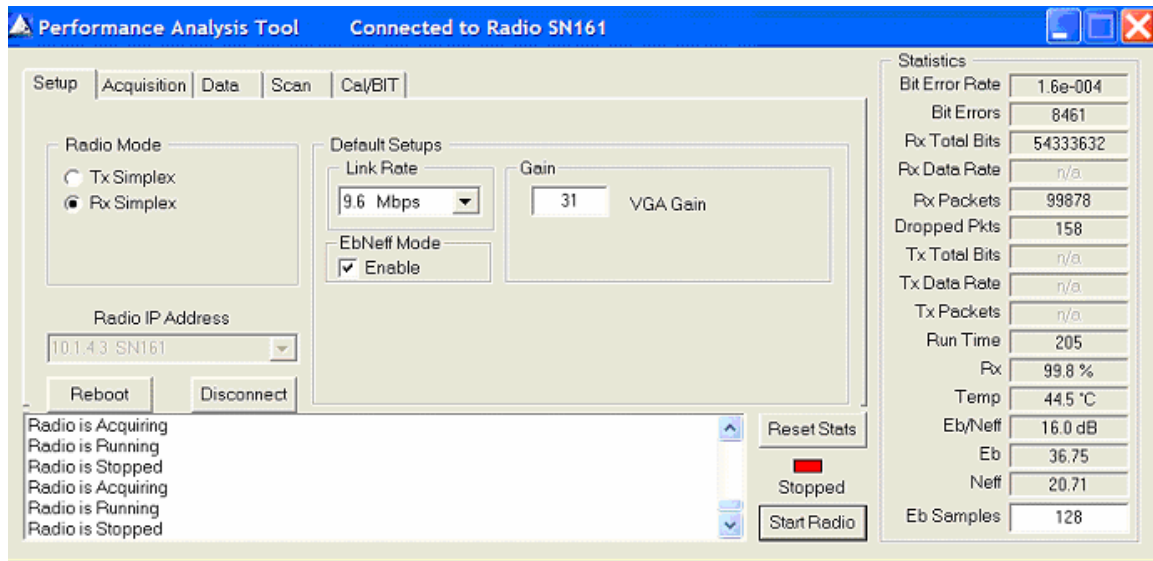 Performance Analysis Tool Connected to Radio SN161
Setup Acquisition Data Scan Cal/BIT
Radio Mode
Tx Simplex
Rx Simplex
Radio IP Address
10.1.4.3 SN161
Reboot Disconnect
Default Setups
Link Rate
9.6 Mbps
EbNeff Mode
Enable
Gain
31 VGA Gain
Radio is Acquiring
Radio is Running
Radio is Stopped
Radio is Acquiring
Radio is Running
Radio is Stopped
Reset Stats
Stopped
Start Radio
Statistics
Bit Error Rate 1.6e-004
Bit Errors 8461
Rx Total Bits 54333632
Rx Data Rate n/a
Rx Packets 99878
Dropped Pkts 158
Tx Total Bits n/a
Tx Data Rate n/a
Tx Packets n/a
Run Time 205
Rx 99.8 %
Temp 44.5 °C
Eb/Neff 16.0 dB
Eb 36.75
Neff 20.71
Eb Samples 128